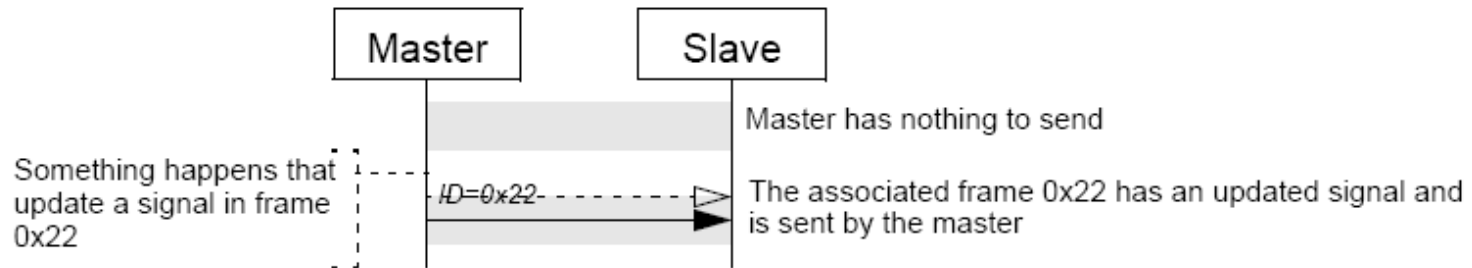 Master
Slave
Master has nothing to send
Something happens that
update a signal in frame
0x22
ID=0x22
The associated frame 0x22 has an updated signal and
is sent by the master